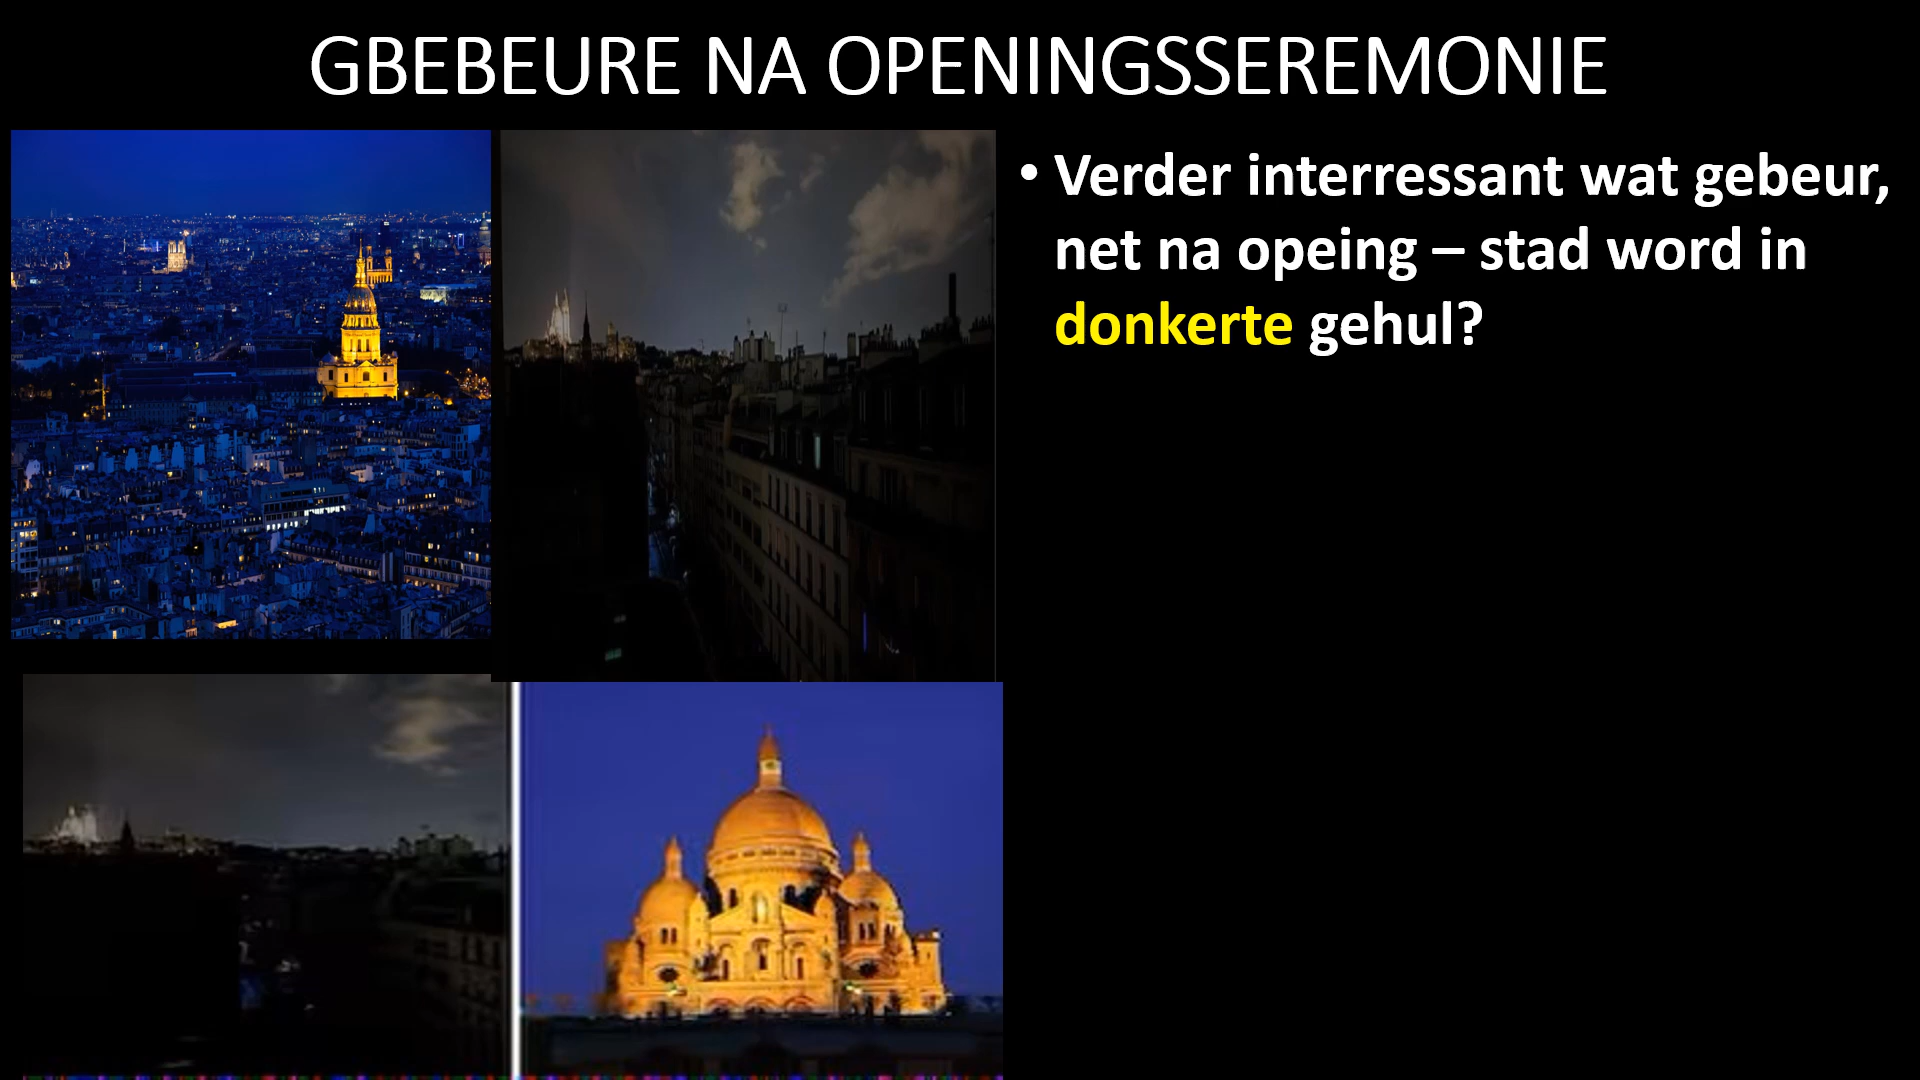 GBEBEURE NA OPENINGSSEREMONIE
• Verder interressant wat gebeur,
net na opeing – stad word in
donkerte gehul?